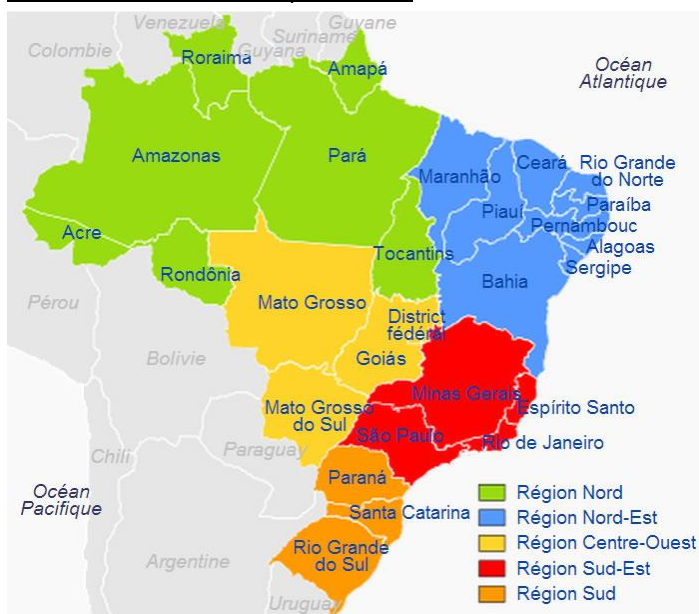 Venezuela
Guyane
Suriname
Colombie
Guyana
Roraima
Amapá
Océan
Atlantique
Amazonas
Pará
Maranhão
Ceará
Rio Grande
do Norte
Piauí
Paraíba
Pernambouc
Acre
Tocantins
Alagoas
Sergipe
Rondônia
Bahia
Mato Grosso
Pérou
District
fédéral
Goiás
Bolivie
Minas Gerais
Espírito Santo
Mato Grosso
do Sul
São Paulo
Rio de Janeiro
Paraguay
Chili
Paraná
Océan
Pacifique
Région Nord
Santa Catarina
Région Nord-Est
Rio Grande
do Sul
Région Centre-Ouest
Argentine
Région Sud-Est
Région Sud
Uruguay